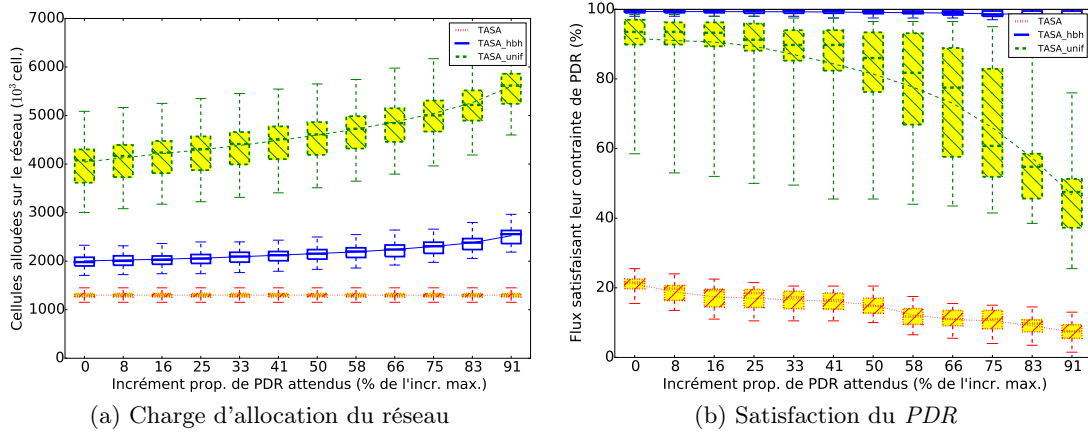 TASA
TASA_hbh
TASA_unif
Cellules allouées sur le réseau (10³ cell.)
7000
6000
5000
4000
3000
2000
1000
0
0 8 16 25 33 41 50 58 66 75 83 91
Incrément prop. de PDR attendus (% de l'incr. max.)
(a) Charge d'allocation du réseau
TASA
TASA_hbh
TASA_unif
Flux satisfaisant leur contrainte de PDR (%)
100
80
60
40
20
0
0 8 16 25 33 41 50 58 66 75 83 91
Incrément prop. de PDR attendus (% de l'incr. max.)
(b) Satisfaction du PDR